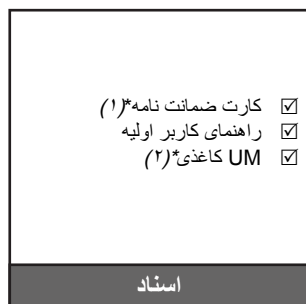 ☑ کارت ضمانت نامه*(۱)
☑ راهنمای کاربر اولیه
☑ UM کاغذی*(۲)
اسناد